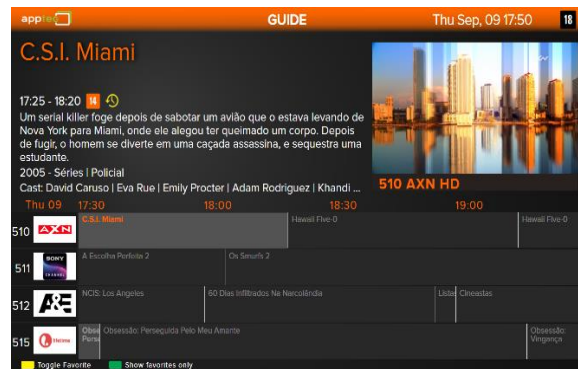 apptec GUIDE Thu Sep, 09 17:50 18
C.S.I. Miami
17:25 - 18:20 14
Um serial killer foge depois de sabotar um avião que o estava levando de
Nova York para Miami, onde ele alegou ter queimado um corpo. Depois
de fugir, o homem se diverte em uma caçada assassina, e sequestra uma
estudante.
2005 - Séries | Policial
Cast: David Caruso | Eva Rue | Emily Procter | Adam Rodriguez | Khandi ...
510 AXN HD
Thu 09 17:30 18:00 18:30 19:00
510 AXN C.S.I. Miami Hawaii Five-0 Hawaii Five-0
511 SONY CHANNEL A Escolha Perfeita 2 Os Smurfs 2
512 A&E NCIS: Los Angeles 60 Dias Infiltrados Na Narcolândia Listas Cineastas
515 Obsessão: Perseguida Pelo Meu Amante Obsessão:
Vingança
Toggle Favorite Show favorites only